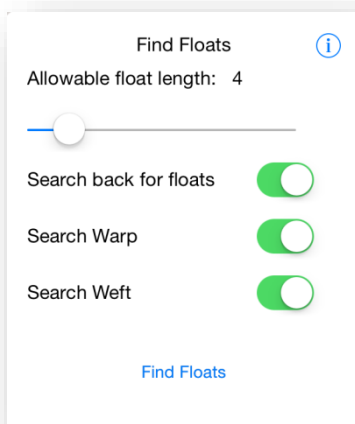 Find Floats
Allowable float length: 4
Search back for floats
Search Warp
Search Weft
Find Floats